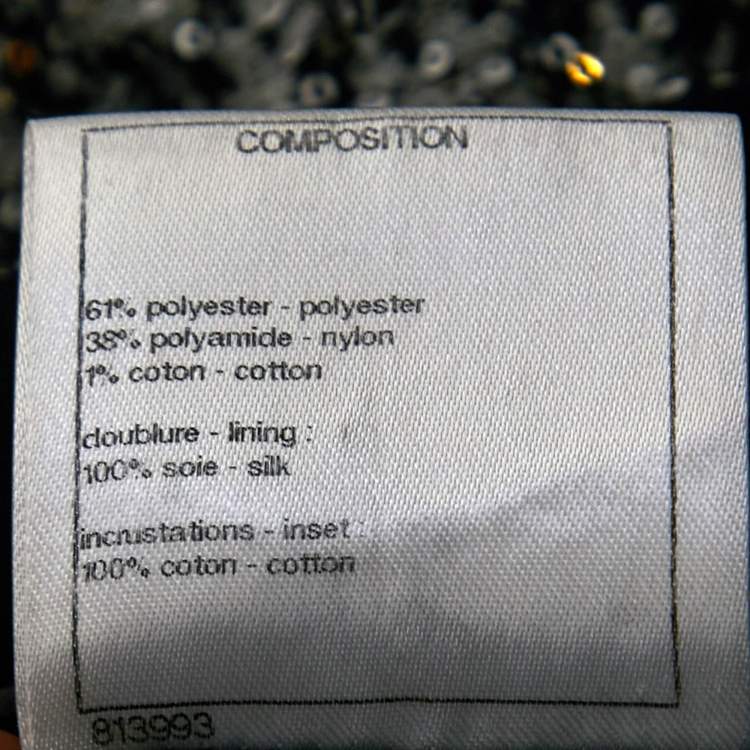 COMPOSITION
61% polyester - polyester
38% polyamide - nylon
1% coton - cotton
doublure - lining :
100% soie - silk
incrustations - inset :
100% coton - cotton
813993